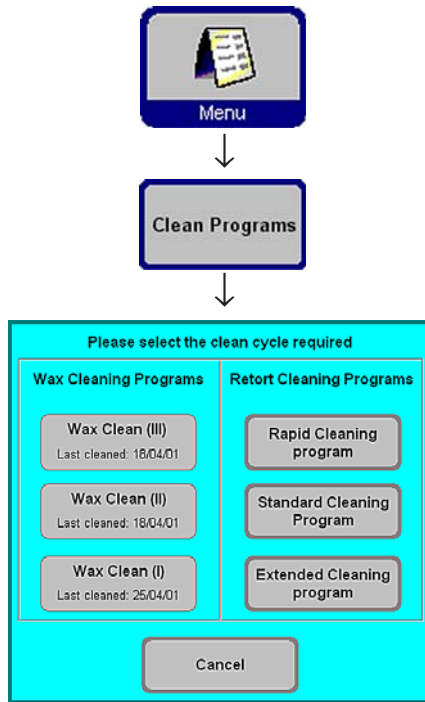 Menu
Clean Programs
Please select the clean cycle required
Wax Cleaning Programs
Wax Clean (III)
Last cleaned: 18/04/01
Wax Clean (II)
Last cleaned: 18/04/01
Wax Clean (I)
Last cleaned: 25/04/01
Retort Cleaning Programs
Rapid Cleaning
program
Standard Cleaning
Program
Extended Cleaning
program
Cancel